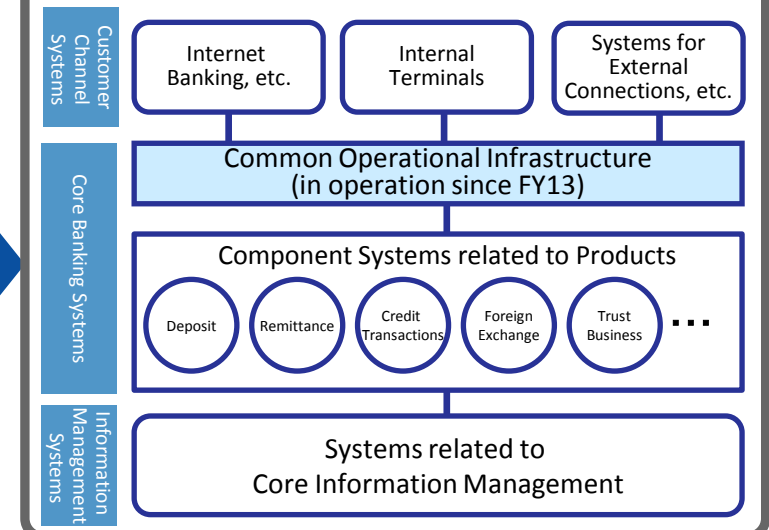 Customer
Channel
Systems
Internet
Banking, etc.
Internal
Terminals
Systems for
External
Connections, etc.
Core Banking Systems
Common Operational Infrastructure
(in operation since FY13)
Component Systems related to Products
Deposit
Remittance
Credit
Transactions
Foreign
Exchange
Trust
Business
...
Information
Management
Systems
Systems related to
Core Information Management